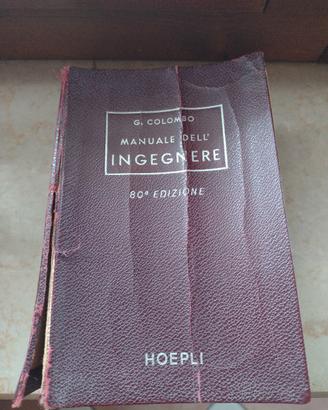 G. COLOMBO
MANUALE DELL'
INGEGNERE
80ª EDIZIONE
HOEPLI